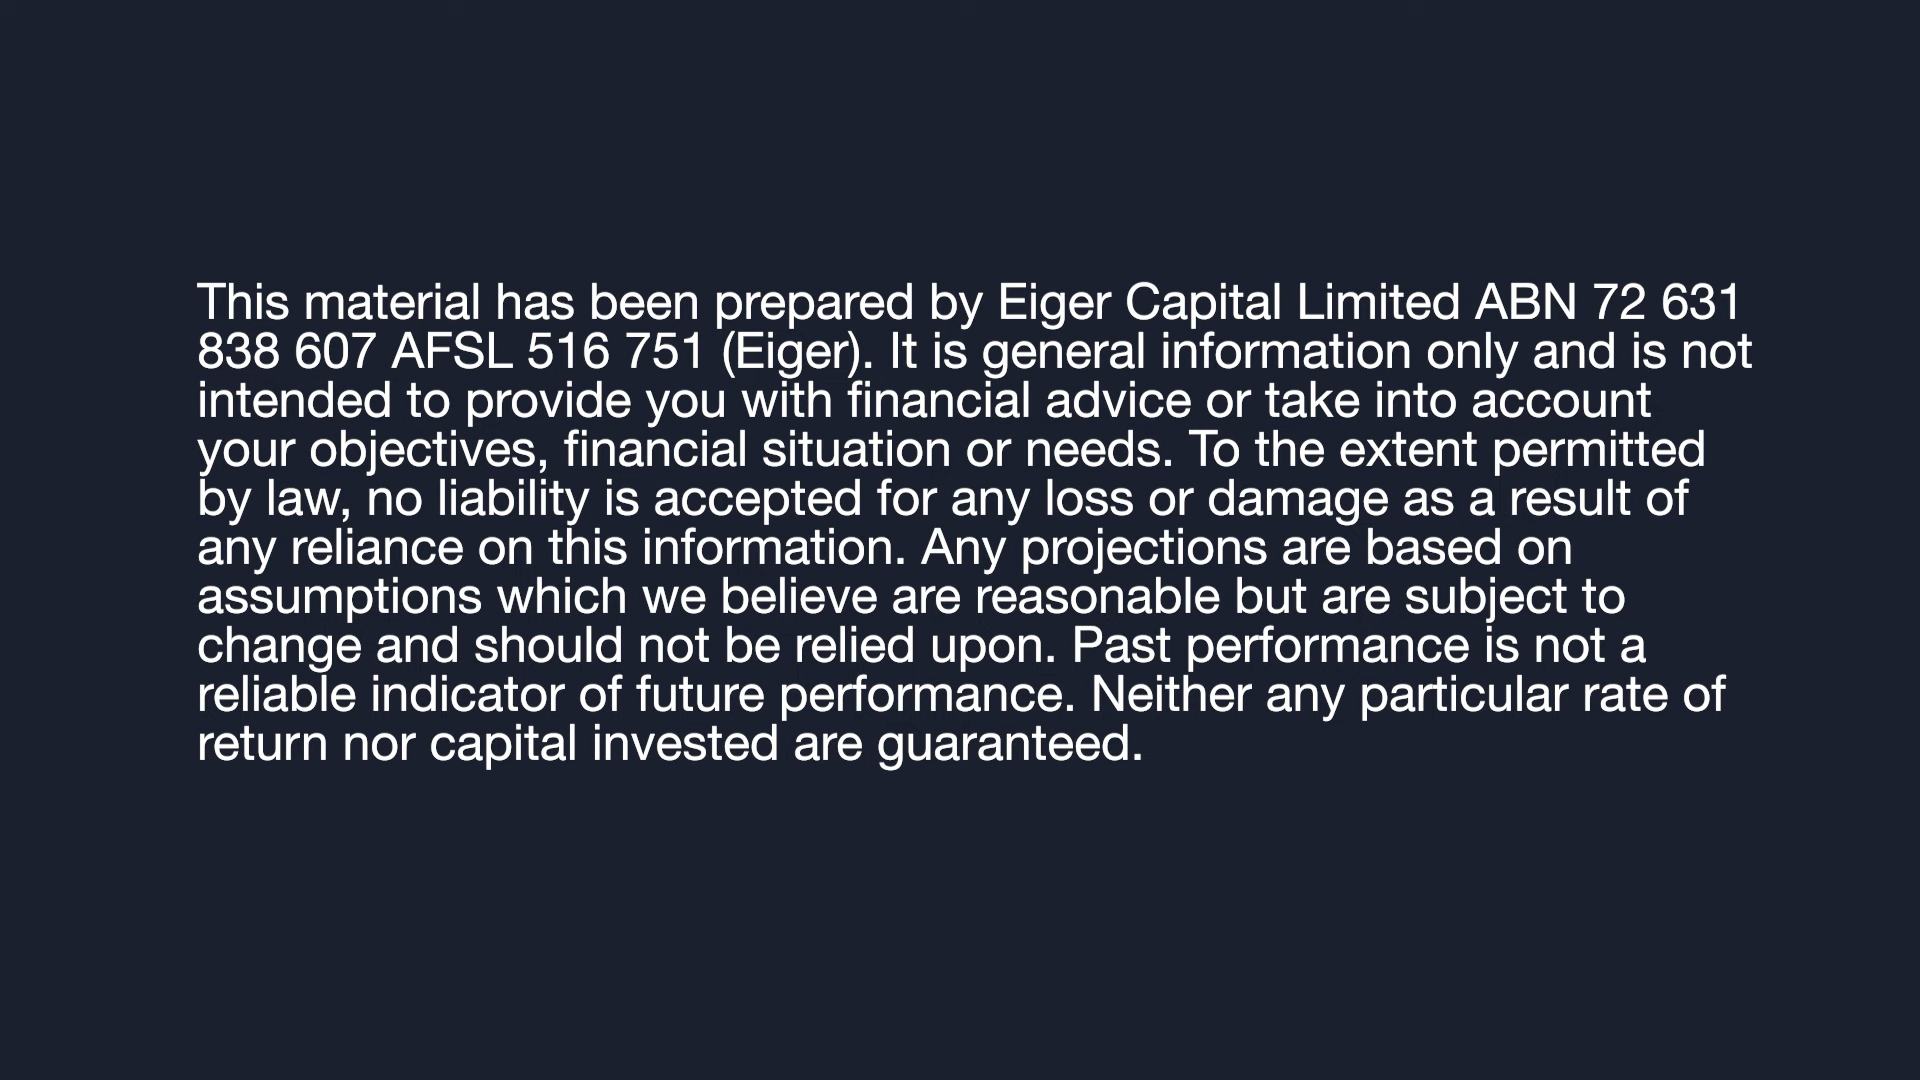 This material has been prepared by Eiger Capital Limited ABN 72 631
838 607 AFSL 516 751 (Eiger). It is general information only and is not
intended to provide you with financial advice or take into account
your objectives, financial situation or needs. To the extent permitted
by law, no liability is accepted for any loss or damage as a result of
any reliance on this information. Any projections are based on
assumptions which we believe are reasonable but are subject to
change and should not be relied upon. Past performance is not a
reliable indicator of future performance. Neither any particular rate of
return nor capital invested are guaranteed.